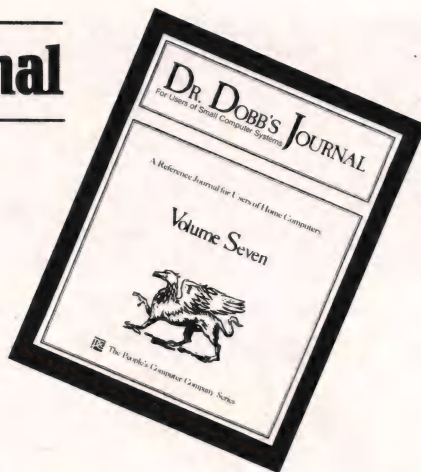 nal
DR. DOBB'S JOURNAL
For Users of Small Computer Systems
A Reference Journal for Users of Home Computers
Volume Seven
The People's Computer Company Series